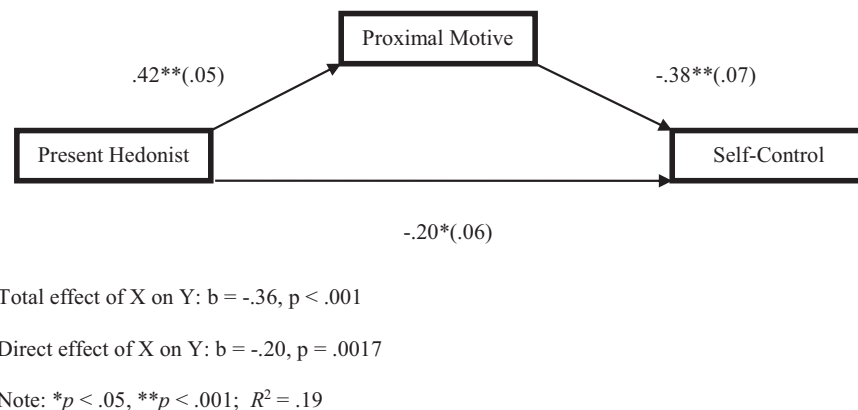 Proximal Motive
.42**(.05)
-.38**(.07)
Present Hedonist
Self-Control
-.20*(.06)
Total effect of X on Y: b = -.36, p < .001
Direct effect of X on Y: b = -.20, p = .0017
Note: *p < .05, **p < .001; R² = .19